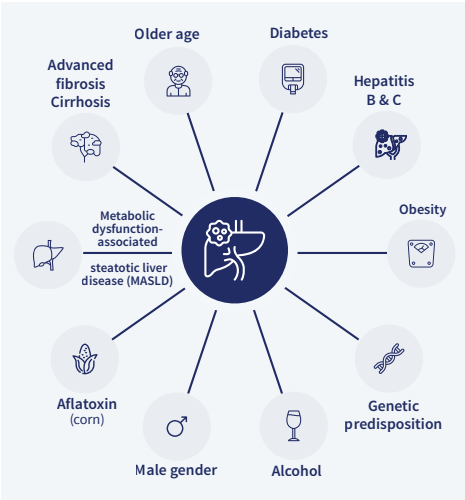 Older age
Diabetes
Advanced
fibrosis
Cirrhosis
Hepatitis
B & C
Metabolic
dysfunction-
associated
steatotic liver
disease (MASLD)
Obesity
Aflatoxin
(corn)
Genetic
predisposition
Male gender
Alcohol